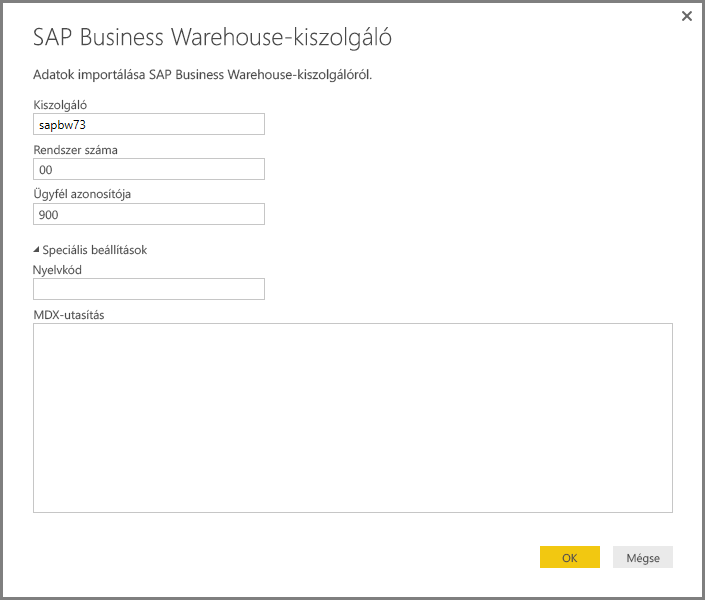 SAP Business Warehouse-kiszolgáló
Adatok importálása SAP Business Warehouse-kiszolgálóról.
Kiszolgáló
sapbw73
Rendszer száma
00
Ügyfél azonosítója
900
Speciális beállítások
Nyelvkód
MDX-utasítás
OK
Mégse